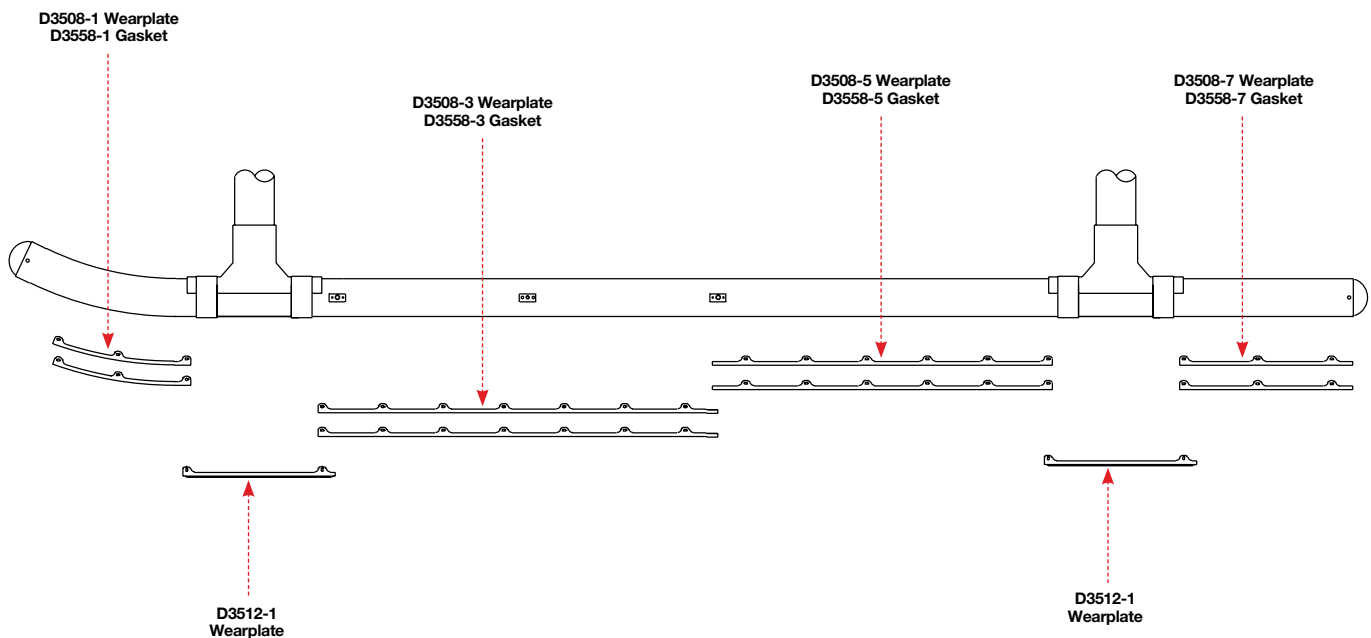 D3508-1 Wearplate
D3558-1 Gasket
D3508-3 Wearplate
D3558-3 Gasket
D3508-5 Wearplate
D3558-5 Gasket
D3508-7 Wearplate
D3558-7 Gasket
D3512-1
Wearplate
D3512-1
Wearplate